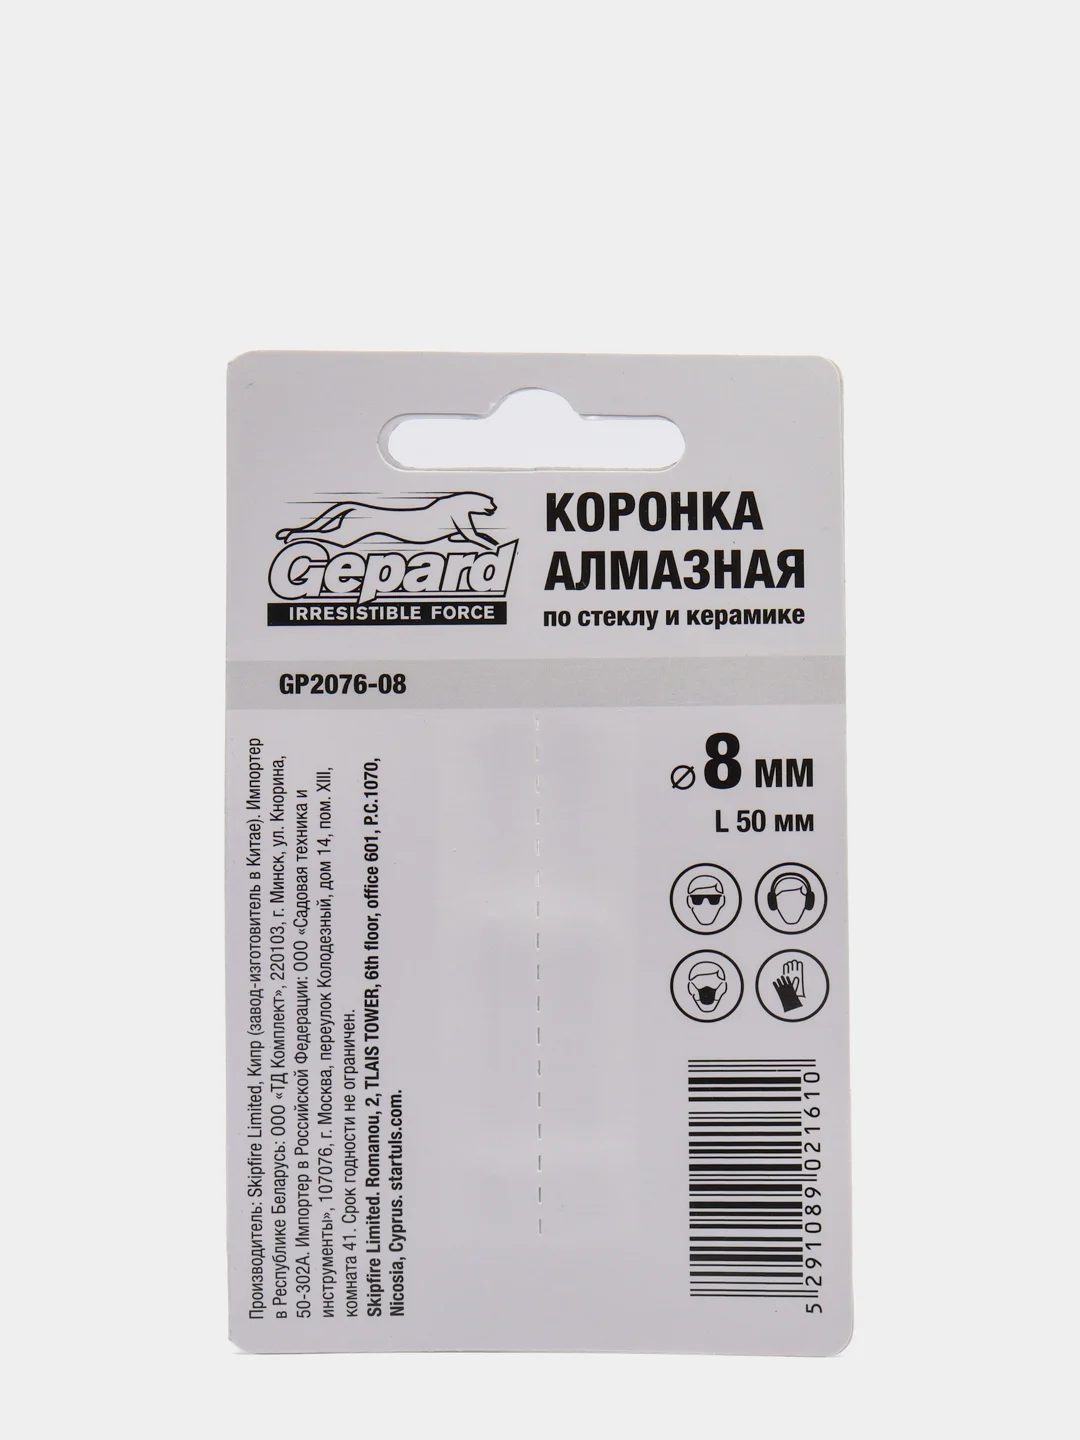 Gepard
IRRESISTIBLE FORCE
КОРОНКА
АЛМАЗНАЯ
по стеклу и керамике
GP2076-08
⌀ 8 мм
L 50 мм
Производитель: Skipfire Limited, Кипр (завод-изготовитель в Китае). Импортер
в Республике Беларусь: ООО «ТД Комплект», 220103, г. Минск, ул. Кнорина,
50-302А. Импортер в Российской Федерации: ООО «Садовая техника и
инструменты», 107076, г. Москва, переулок Колодезный, дом 14, пом. XIII,
комната 41. Срок годности не ограничен.
Skipfire Limited. Romanou, 2, TLAIS TOWER, 6th floor, office 601, P.C.1070,
Nicosia, Cyprus. startuls.com.
5 291089 021610